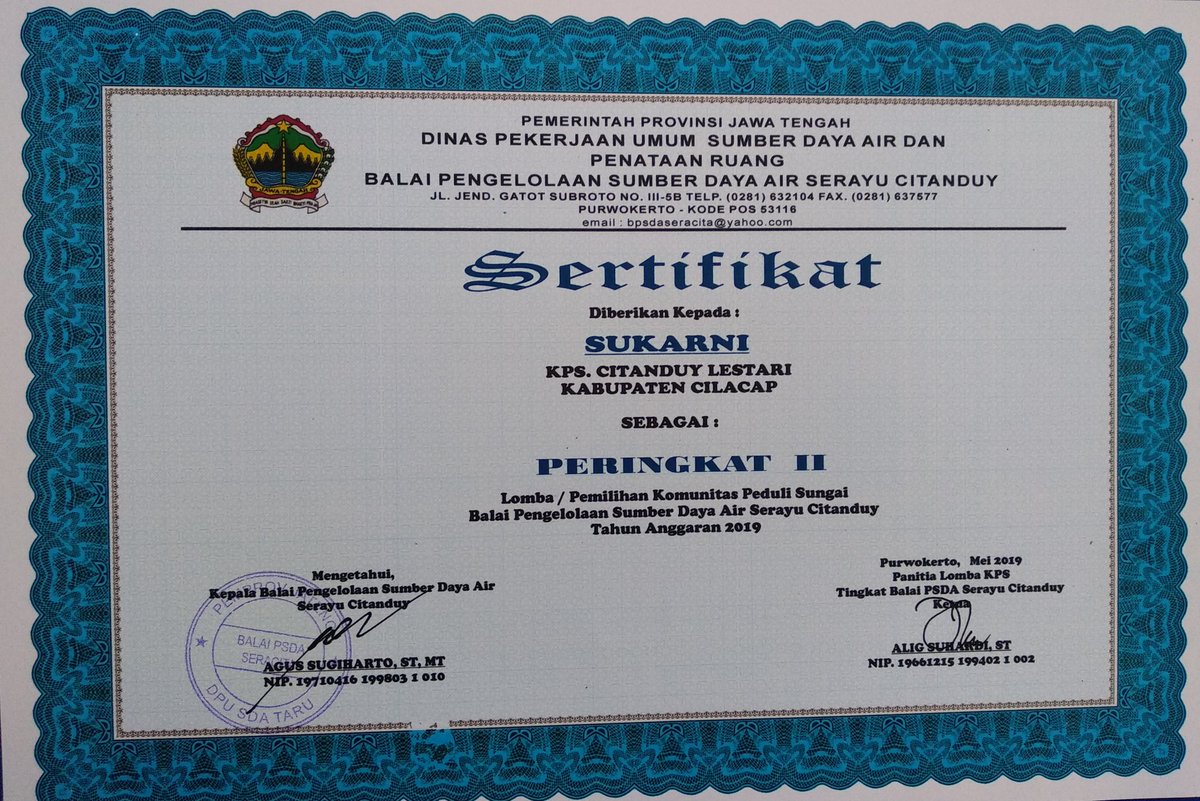 PEMERINTAH PROVINSI JAWA TENGAH
DINAS PEKERJAAN UMUM SUMBER DAYA AIR DAN
PENATAAN RUANG
BALAI PENGELOLAAN SUMBER DAYA AIR SERAYU CITANDUY
JL. JEND. GATOT SUBROTO NO. III-5B TELP. (0281) 632104 FAX. (0281) 637577
PURWOKERTO - KODE POS 53116
email : bpsdaseracita@yahoo.com
JAWA TENGAH
Sertifikat
Diberikan Kepada :
SUKARNI
KPS. CITANDUY LESTARI
KABUPATEN CILACAP
SEBAGAI :
PERINGKAT II
Lomba / Pemilihan Komunitas Peduli Sungai
Balai Pengelolaan Sumber Daya Air Serayu Citanduy
Tahun Anggaran 2019
Mengetahui,
Kepala Balai Pengelolaan Sumber Daya Air
Serayu Citanduy
BALAI PSDA
DPU SDA TARU
AGUS SUGIHARTO, ST, MT
NIP. 19710416 199803 1 010
Purwokerto, Mei 2019
Panitia Lomba KPS
Tingkat Balai PSDA Serayu Citanduy
Ketua
ALIG SUHARDI, ST
NIP. 19661215 199402 1 002